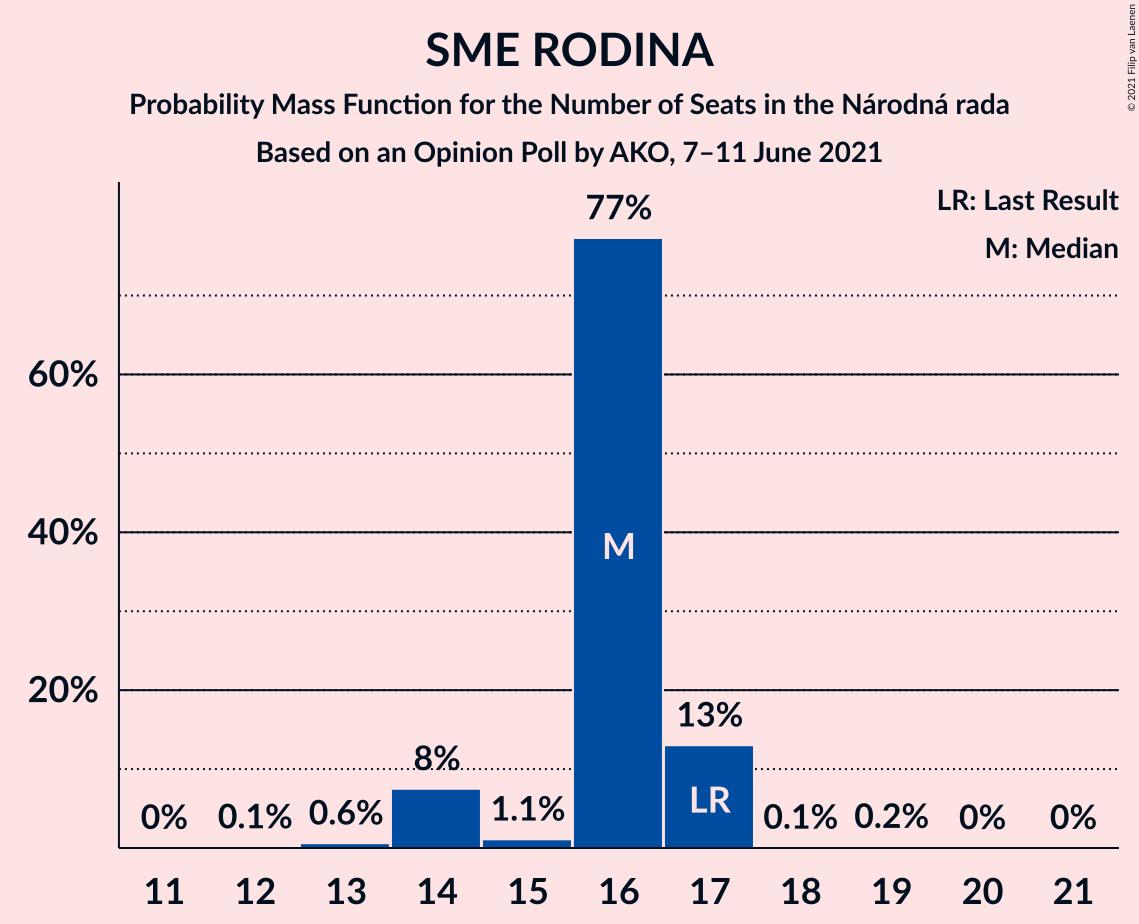 SME RODINA
Probability Mass Function for the Number of Seats in the Národná rada
Based on an Opinion Poll by AKO, 7–11 June 2021
© 2021 Filip van Laenen
LR: Last Result
M: Median
77%
60%
40%
M
20%
13%
8%
LR
0%
0.1%
0.6%
1.1%
0.1%
0.2%
0%
0%
11 12 13 14 15 16 17 18 19 20 21